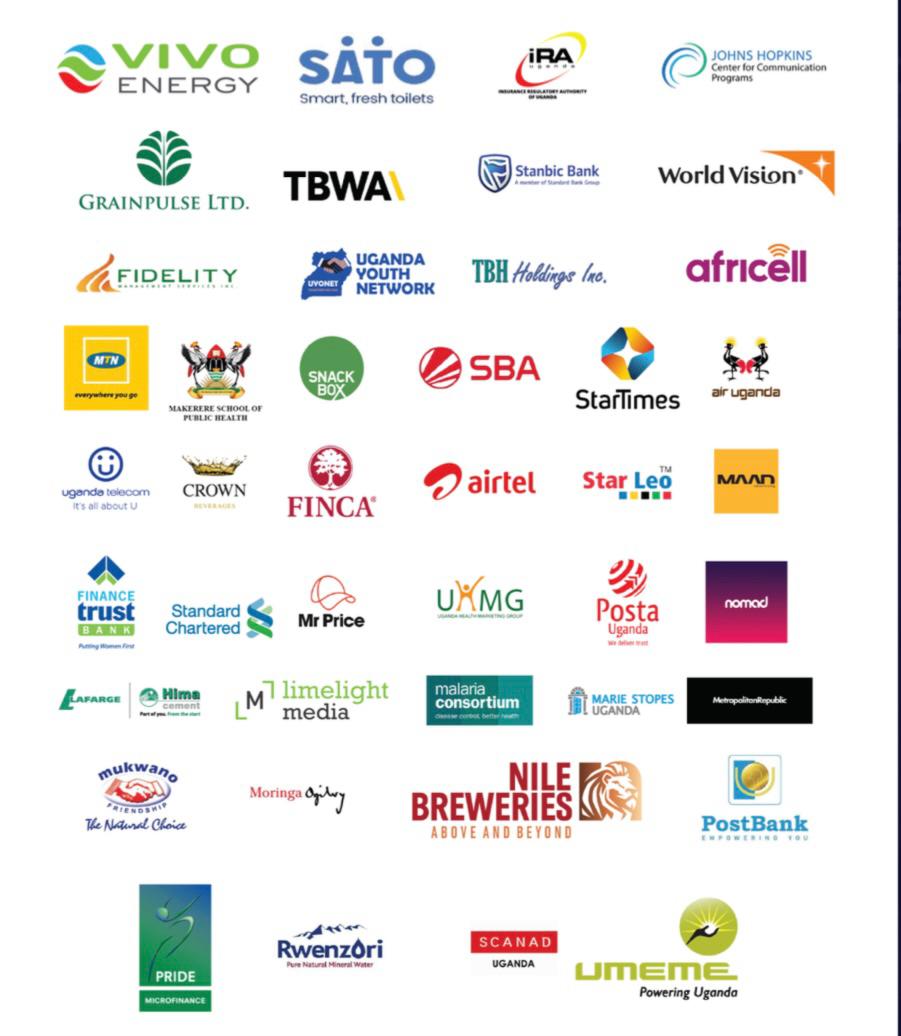 VIVO
ENERGY
SATO
Smart, fresh toilets
iRA
uganda
INSURANCE REGULATORY AUTHORITY
OF UGANDA
JOHNS HOPKINS
Center for Communication
Programs
GRAINPULSE LTD.
TBWA\
Stanbic Bank
A member of Standard Bank Group
World Vision®
FIDELITY
MANAGEMENT SERVICES INC.
UVONET
UGANDA
YOUTH
NETWORK
TBH Holdings Inc.
africell
MTN
everywhere you go
MAKERERE SCHOOL OF
PUBLIC HEALTH
SNACK
BOX
SBA
StarTimes
air uganda
uganda telecom
It's all about U
CROWN
BEVERAGES
FINCA®
airtel
Star Leo™
MAAD
FINANCE
trust
BANK
Putting Women First
Standard
Chartered
Mr Price
UHMG
UGANDA HEALTH MARKETING GROUP
Posta
Uganda
We deliver trust
nomad
LAFARGE
Hima
cement
Part of you. From the start
M
limelight
media
malaria
consortium
disease control, better health
MARIE STOPES
UGANDA
MetropolitanRepublic
mukwano
FRIENDSHIP
The Natural Choice
Moringa Ogilvy
NILE
BREWERIES
ABOVE AND BEYOND
PostBank
EMPOWERING YOU
PRIDE
MICROFINANCE
Rwenzori
Pure Natural Mineral Water
SCANAD
UGANDA
UMEME
Powering Uganda